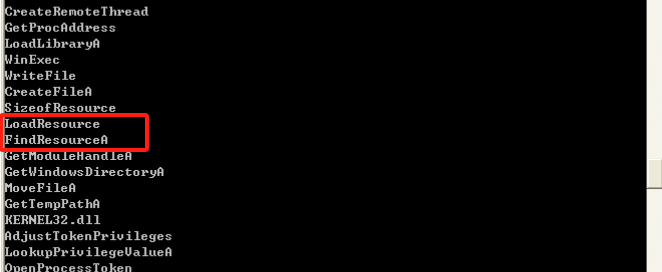 CreateRemoteThread
GetProcAddress
LoadLibraryA
WinExec
WriteFile
CreateFileA
SizeofResource
LoadResource
FindResourceA
GetModuleHandleA
GetWindowsDirectoryA
MoveFileA
GetTempPathA
KERNEL32.dll
AdjustTokenPrivileges
LookupPrivilegeValueA
OpenProcessToken